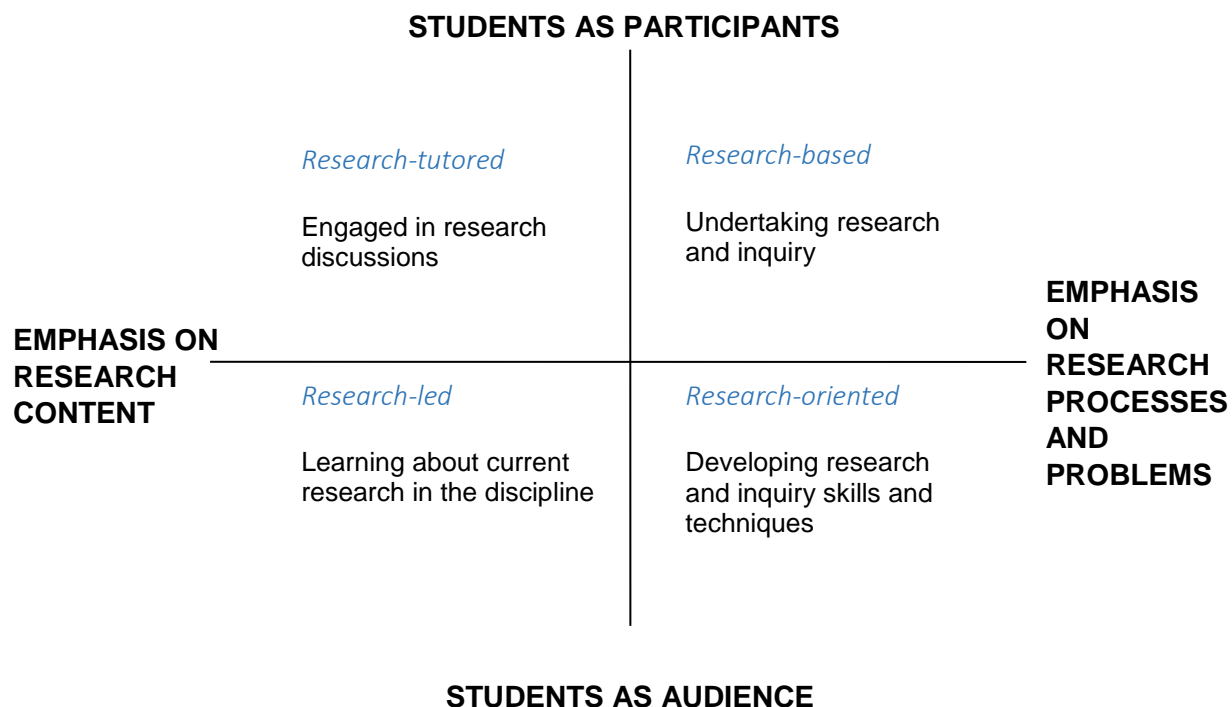 STUDENTS AS PARTICIPANTS
Research-tutored
Engaged in research
discussions
Research-based
Undertaking research
and inquiry
EMPHASIS ON
RESEARCH
CONTENT
EMPHASIS
ON
RESEARCH
PROCESSES
AND
PROBLEMS
Research-led
Learning about current
research in the discipline
Research-oriented
Developing research
and inquiry skills and
techniques
STUDENTS AS AUDIENCE